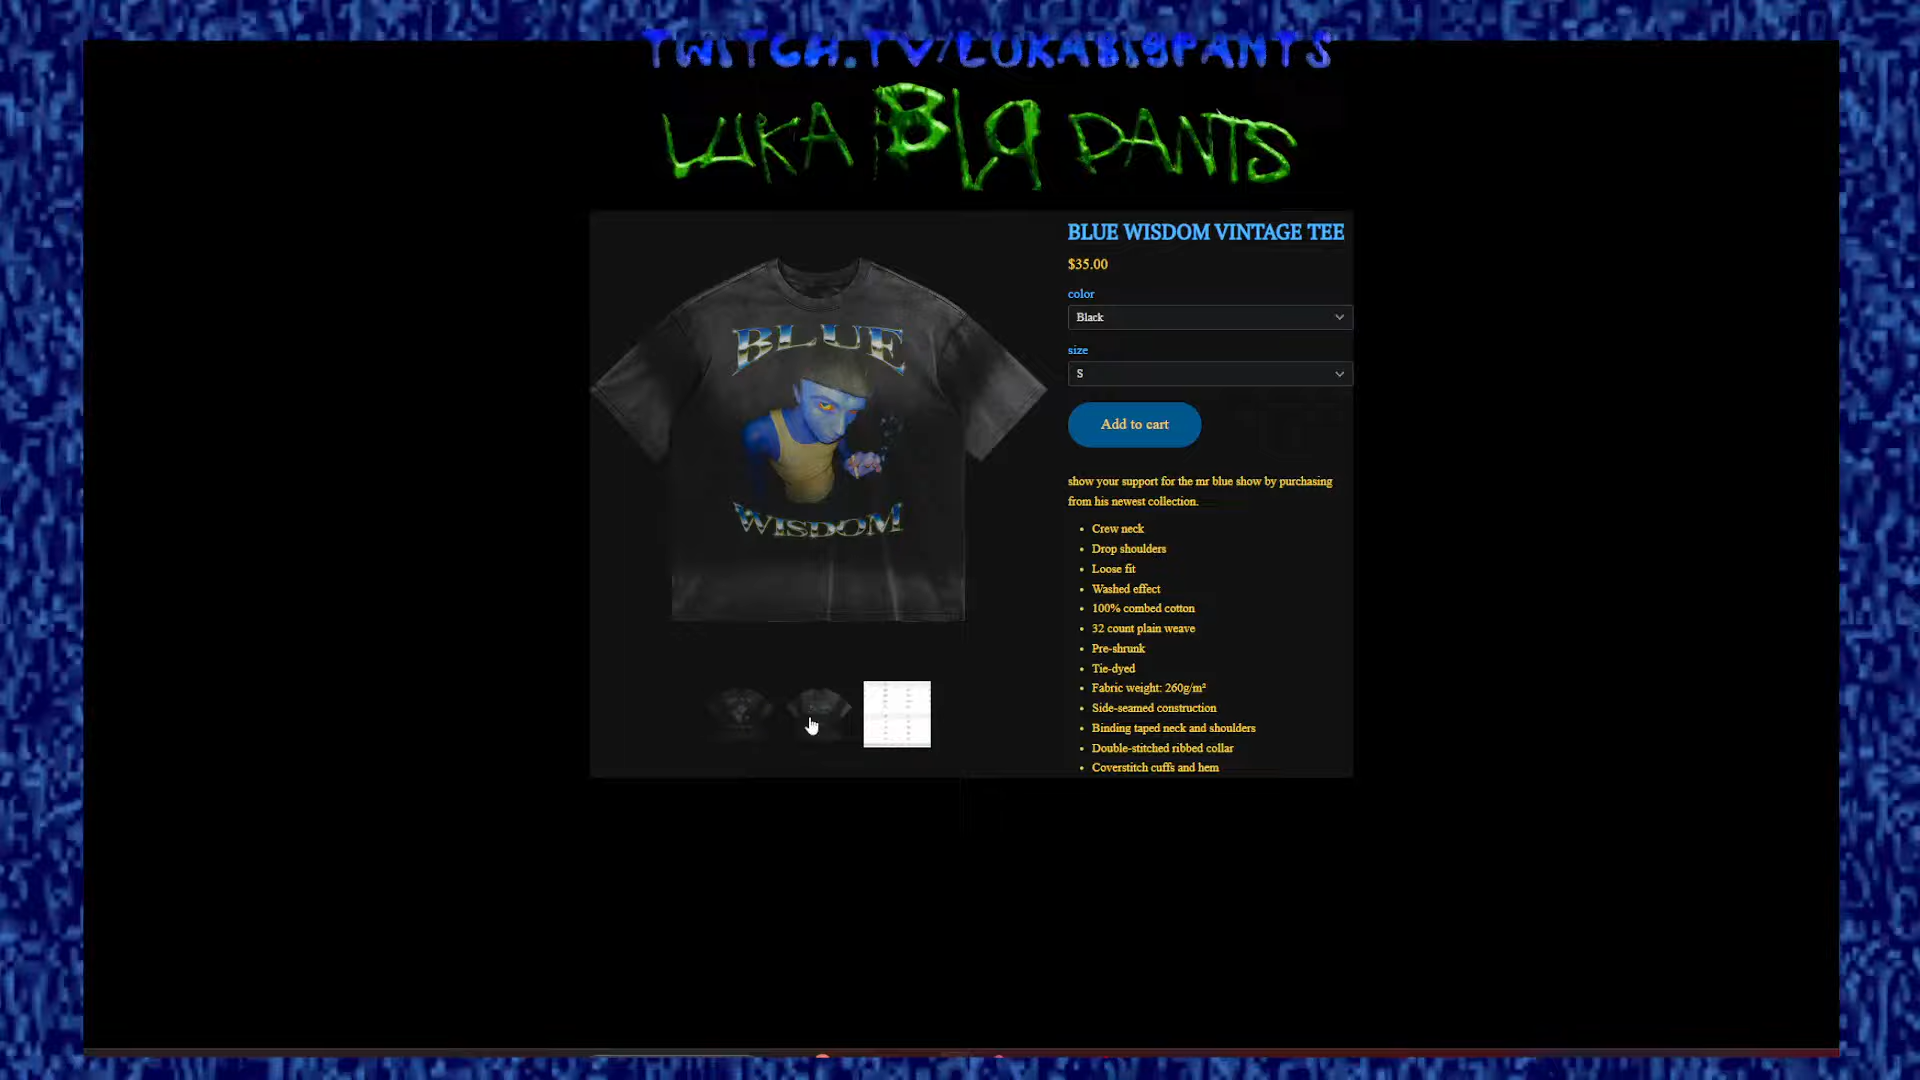 TWITCH.TV/LUKABIGPANTS
LUKA BIG PANTS
BLUE
WISDOM
BLUE WISDOM VINTAGE TEE
$35.00
color
Black
size
S
Add to cart
show your support for the mr blue show by purchasing
from his newest collection.
• Crew neck
• Drop shoulders
• Loose fit
• Washed effect
• 100% combed cotton
• 32 count plain weave
• Pre-shrunk
• Tie-dyed
• Fabric weight: 260g/m²
• Side-seamed construction
• Binding taped neck and shoulders
• Double-stitched ribbed collar
• Coverstitch cuffs and hem